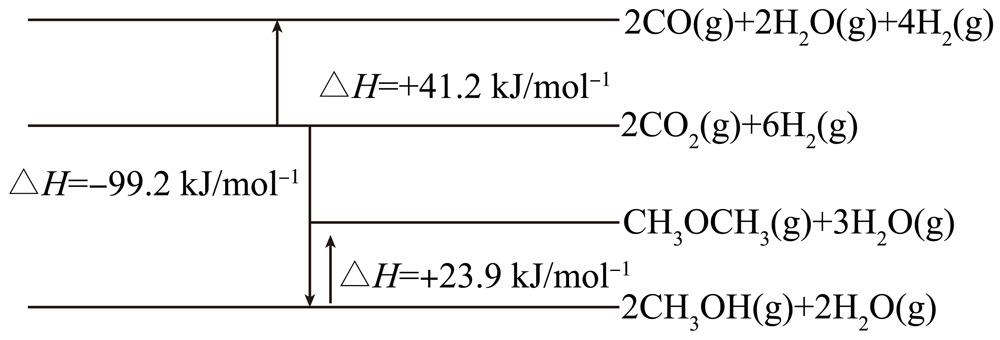 2CO(g)+2H₂O(g)+4H₂(g)
△H=+41.2 kJ/mol⁻¹
2CO₂(g)+6H₂(g)
△H=−99.2 kJ/mol⁻¹
CH₃OCH₃(g)+3H₂O(g)
△H=+23.9 kJ/mol⁻¹
2CH₃OH(g)+2H₂O(g)